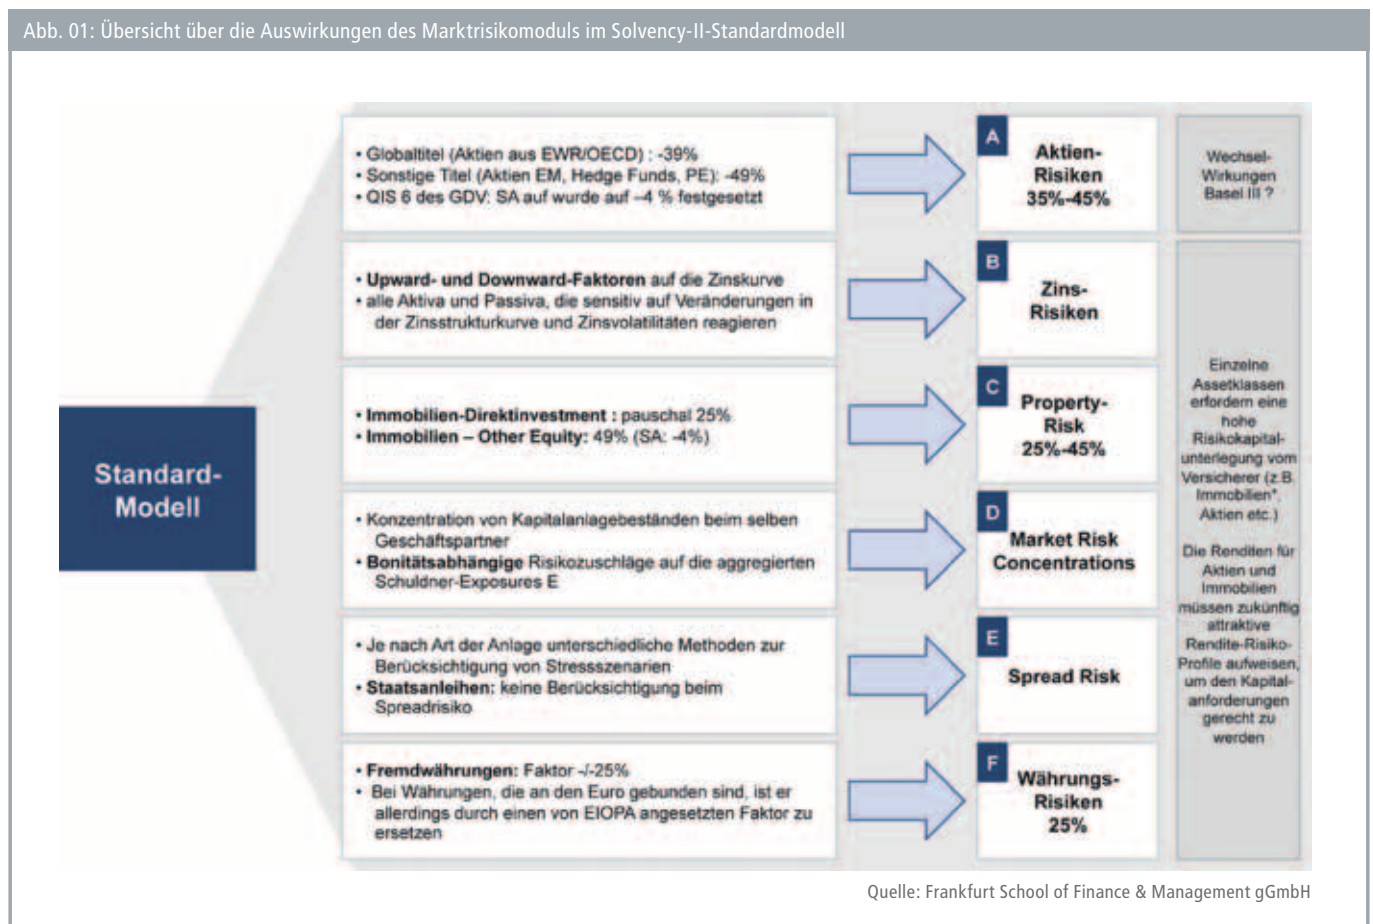 Abb. 01: Übersicht über die Auswirkungen des Marktrisikomoduls im Solvency-II-Standardmodell
Standard-
Modell
• Globaltitel (Aktien aus EWR/OECD) : -39%
• Sonstige Titel (Aktien EM, Hedge Funds, PE): -49%
• QIS 6 des GDV: SA auf wurde auf –4 % festgesetzt
A
Aktien-
Risiken
35%-45%
Wechsel-
Wirkungen
Basel III ?
• Upward- und Downward-Faktoren auf die Zinskurve
• alle Aktiva und Passiva, die sensitiv auf Veränderungen in
der Zinsstrukturkurve und Zinsvolatilitäten reagieren
B
Zins-
Risiken
• Immobilien-Direktinvestment : pauschal 25%
• Immobilien – Other Equity: 49% (SA: -4%)
C
Property-
Risk
25%-45%
• Konzentration von Kapitalanlagebeständen beim selben
Geschäftspartner
• Bonitätsabhängige Risikozuschläge auf die aggregierten
Schuldner-Exposures E
D
Market Risk
Concentrations
• Je nach Art der Anlage unterschiedliche Methoden zur
Berücksichtigung von Stressszenarien
• Staatsanleihen: keine Berücksichtigung beim
Spreadrisiko
E
Spread Risk
• Fremdwährungen: Faktor -/-25%
• Bei Währungen, die an den Euro gebunden sind, ist er
allerdings durch einen von EIOPA angesetzten Faktor zu
ersetzen
F
Währungs-
Risiken
25%
Einzelne
Assetklassen
erfordern eine
hohe
Risikokapital-
unterlegung vom
Versicherer (z.B.
Immobilien*,
Aktien etc.)
Die Renditen für
Aktien und
Immobilien
müssen zukünftig
attraktive
Rendite-Risiko-
Profile aufweisen,
um den Kapital-
anforderungen
gerecht zu
werden
Quelle: Frankfurt School of Finance & Management gGmbH